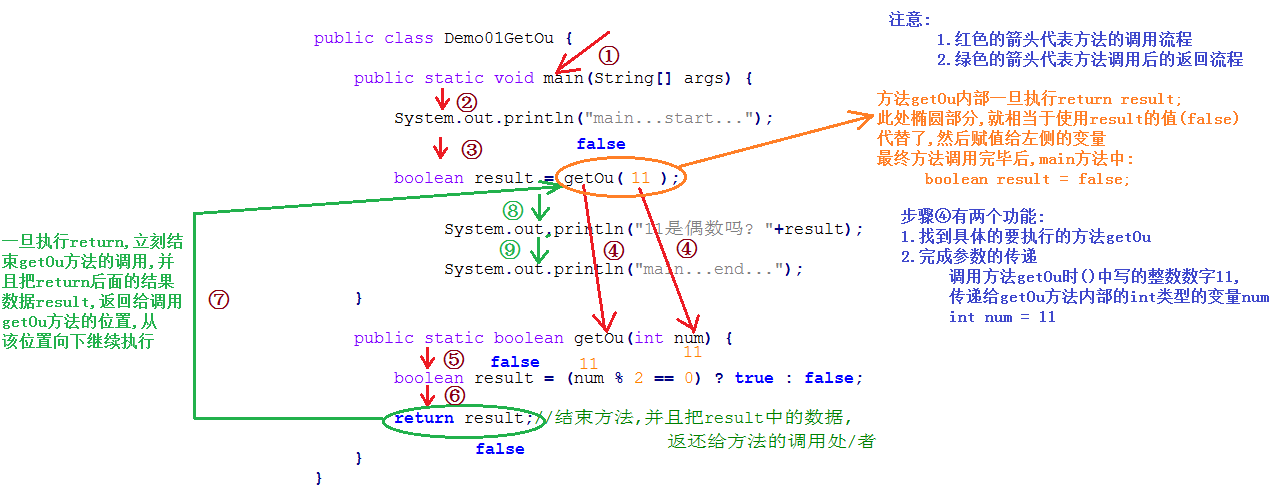 注意:
1.红色的箭头代表方法的调用流程
2.绿色的箭头代表方法调用后的返回流程
public class Demo01GetOu {
①
public static void main(String[] args) {
②
System.out.println("main...start...");
③
false
boolean result = getOu( 11 );
方法getOu内部一旦执行return result;
此处椭圆部分,就相当于使用result的值(false)
代替了,然后赋值给左侧的变量
最终方法调用完毕后,main方法中:
boolean result = false;
⑧
System.out.println("11是偶数吗? "+result);
⑨
④
④
System.out.println("main...end...");
}
步骤④有两个功能:
1.找到具体的要执行的方法getOu
2.完成参数的传递
调用方法getOu时()中写的整数数字11,
传递给getOu方法内部的int类型的变量num
int num = 11
一旦执行return,立刻结
束getOu方法的调用,并
且把return后面的结果
数据result,返回给调用
getOu方法的位置,从
该位置向下继续执行
⑦
public static boolean getOu(int num) {
⑤
false
11
11
boolean result = (num % 2 == 0) ? true : false;
⑥
return result;//结束方法,并且把result中的数据,
返还给方法的调用处/者
false
}
}